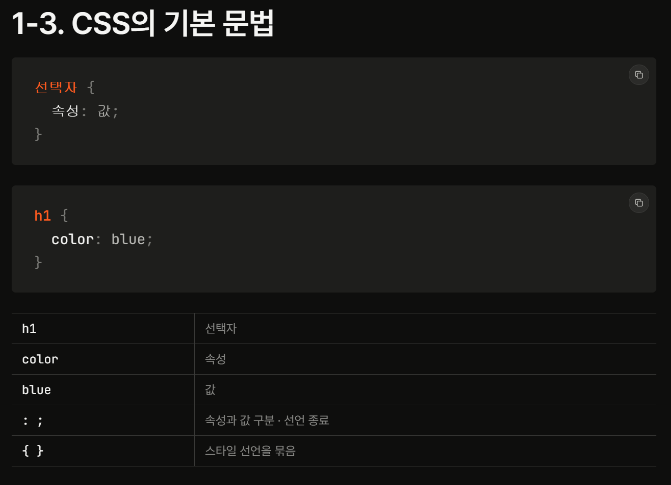 1-3. CSS의 기본 문법
선택자 {
속성: 값;
}
h1 {
color: blue;
}
h1 선택자
color 속성
blue 값
: ; 속성과 값 구분 · 선언 종료
{ } 스타일 선언을 묶음